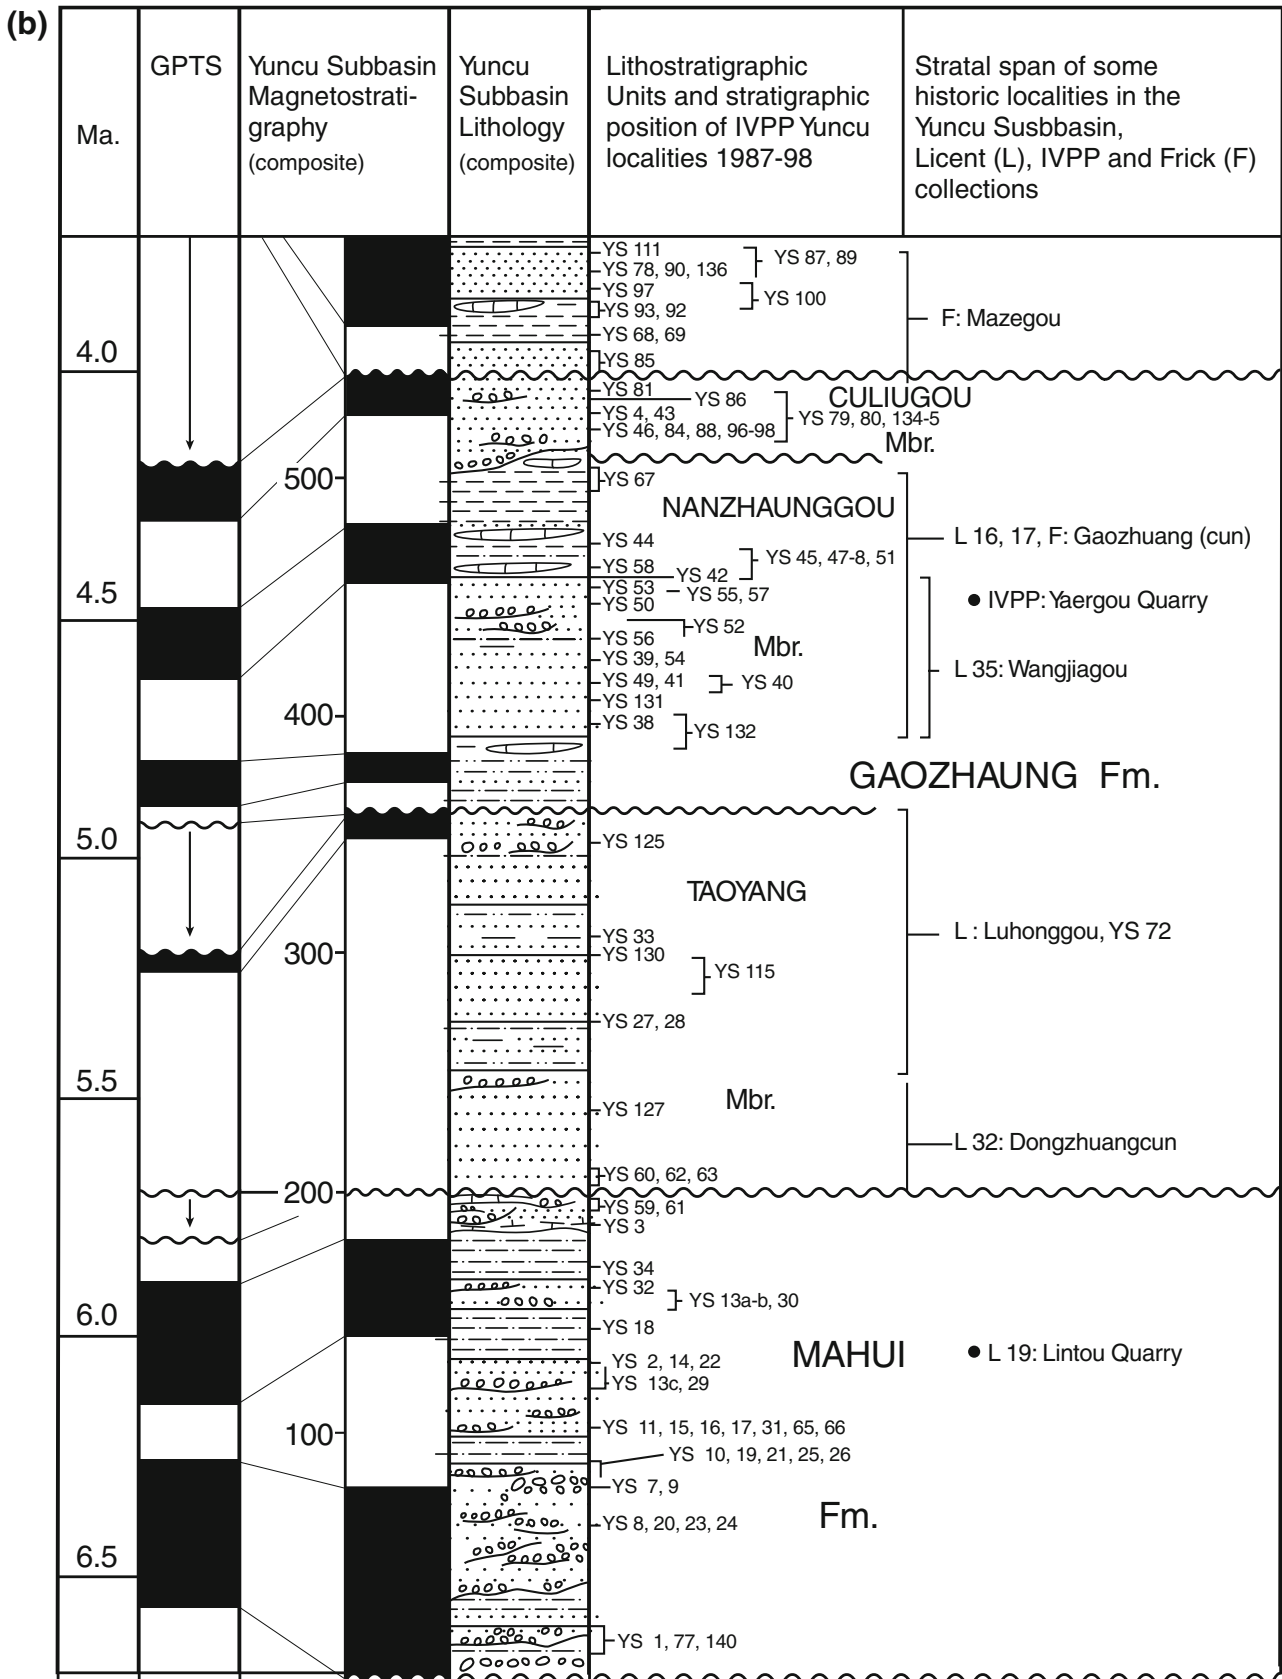 (b)
Ma.
GPTS
Yuncu Subbasin
Magnetostrati-
graphy
(composite)
Yuncu
Subbasin
Lithology
(composite)
Lithostratigraphic
Units and stratigraphic
position of IVPP Yuncu
localities 1987-98
Stratal span of some
historic localities in the
Yuncu Susbbasin,
Licent (L), IVPP and Frick (F)
collections
YS 111
YS 87, 89
YS 78, 90, 136
YS 97
YS 100
YS 93, 92
F: Mazegou
YS 68, 69
4.0
YS 85
YS 81
CULIUGOU
YS 86
YS 4, 43
YS 79, 80, 134-5
YS 46, 84, 88, 96-98
Mbr.
500
YS 67
NANZHAUNGGOU
YS 44
L 16, 17, F: Gaozhuang (cun)
YS 45, 47-8, 51
YS 58
YS 42
4.5
YS 53
YS 55, 57
YS 50
IVPP: Yaergou Quarry
YS 52
YS 56
Mbr.
YS 39, 54
L 35: Wangjiagou
YS 49, 41
YS 40
YS 131
400
YS 38
YS 132
GAOZHAUNG Fm.
5.0
YS 125
TAOYANG
YS 33
L : Luhonggou, YS 72
300
YS 130
YS 115
YS 27, 28
5.5
Mbr.
YS 127
L 32: Dongzhuangcun
YS 60, 62, 63
200
YS 59, 61
YS 3
YS 34
YS 32
YS 13a-b, 30
6.0
YS 18
MAHUI
L 19: Lintou Quarry
YS 2, 14, 22
YS 13c, 29
100
YS 11, 15, 16, 17, 31, 65, 66
YS 10, 19, 21, 25, 26
YS 7, 9
Fm.
YS 8, 20, 23, 24
6.5
YS 1, 77, 140